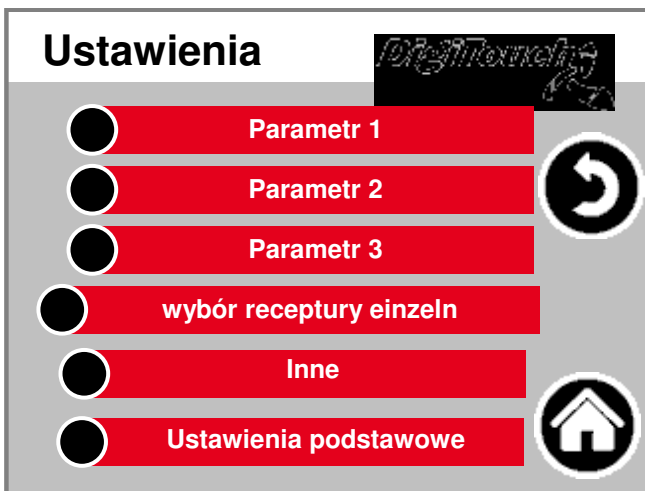 Ustawienia
DigiTouch
Parametr 1
Parametr 2
Parametr 3
wybór receptury einzeln
Inne
Ustawienia podstawowe